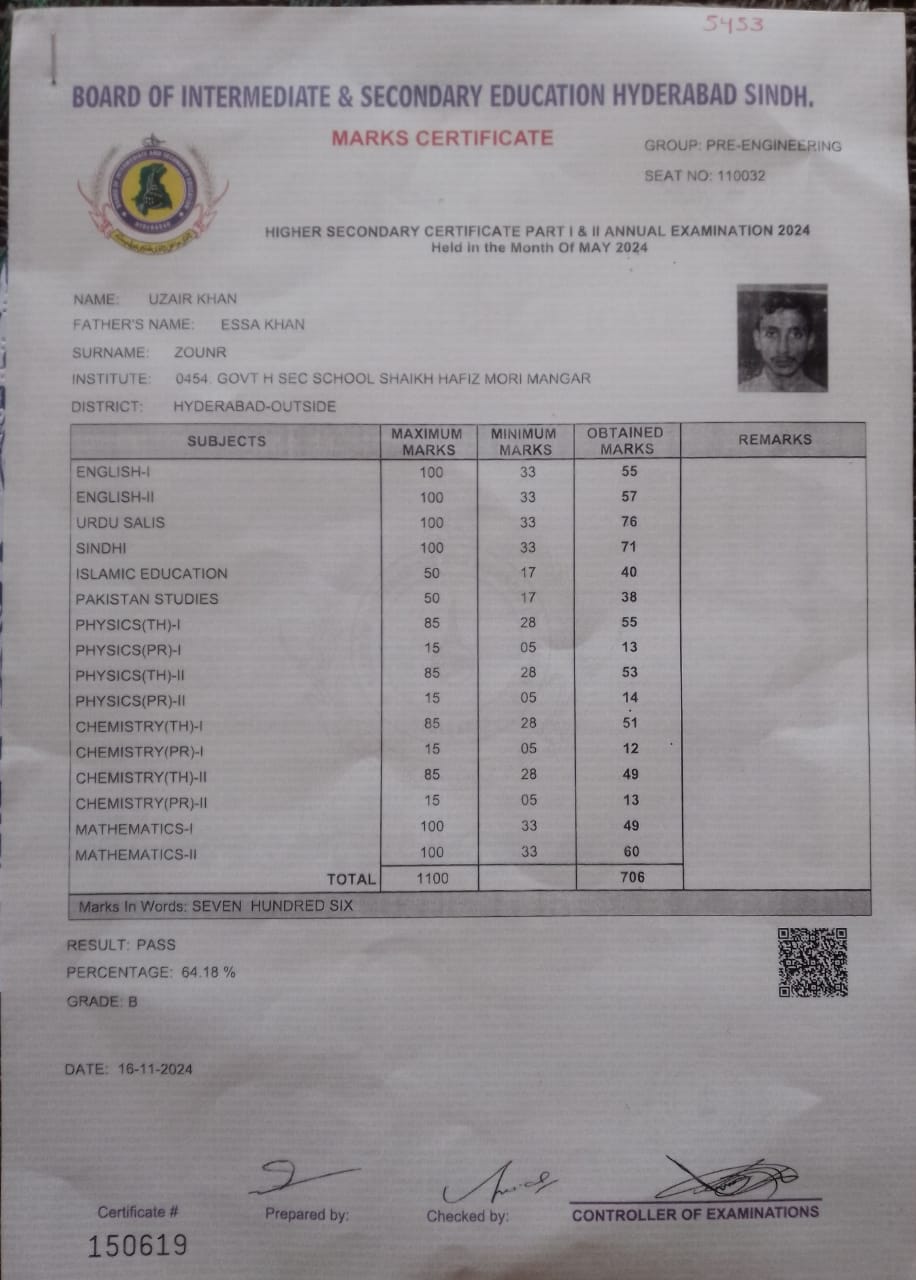 5453
BOARD OF INTERMEDIATE & SECONDARY EDUCATION HYDERABAD SINDH.
MARKS CERTIFICATE
GROUP: PRE-ENGINEERING
SEAT NO: 110032
HIGHER SECONDARY CERTIFICATE PART I & II ANNUAL EXAMINATION 2024
Held in the Month Of MAY 2024
NAME: UZAIR KHAN
FATHER'S NAME: ESSA KHAN
SURNAME: ZOUNR
INSTITUTE: 0454. GOVT H SEC SCHOOL SHAIKH HAFIZ MORI MANGAR
DISTRICT: HYDERABAD-OUTSIDE
SUBJECTS MAXIMUM MARKS MINIMUM MARKS OBTAINED MARKS REMARKS
ENGLISH-I 100 33 55
ENGLISH-II 100 33 57
URDU SALIS 100 33 76
SINDHI 100 33 71
ISLAMIC EDUCATION 50 17 40
PAKISTAN STUDIES 50 17 38
PHYSICS(TH)-I 85 28 55
PHYSICS(PR)-I 15 05 13
PHYSICS(TH)-II 85 28 53
PHYSICS(PR)-II 15 05 14
CHEMISTRY(TH)-I 85 28 51
CHEMISTRY(PR)-I 15 05 12
CHEMISTRY(TH)-II 85 28 49
CHEMISTRY(PR)-II 15 05 13
MATHEMATICS-I 100 33 49
MATHEMATICS-II 100 33 60
TOTAL 1100 706
Marks In Words: SEVEN HUNDRED SIX
RESULT: PASS
PERCENTAGE: 64.18 %
GRADE: B
DATE: 16-11-2024
Certificate # Prepared by: Checked by: CONTROLLER OF EXAMINATIONS
150619